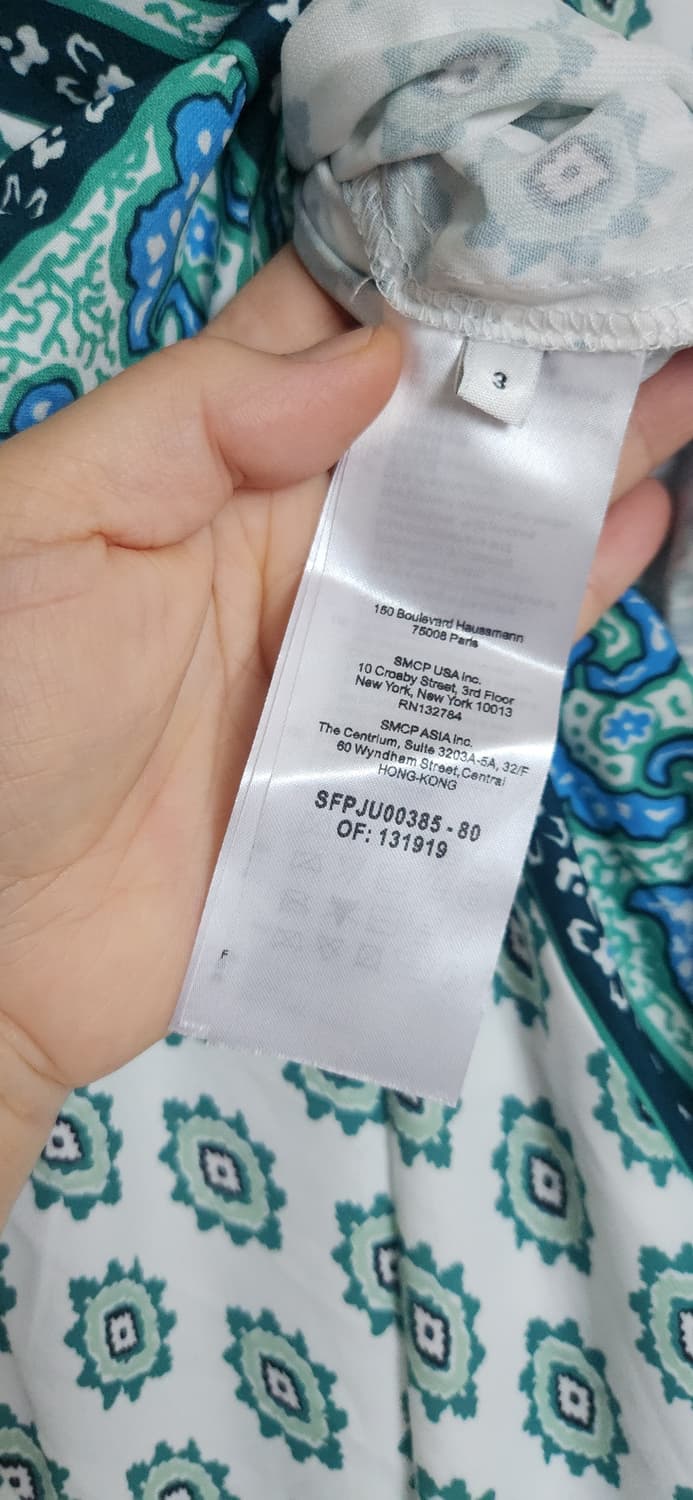 3
150 Boulevard Haussmann
75008 Paris
SMCP USA Inc.
10 Crosby Street, 3rd Floor
New York, New York 10013
RN132784
SMCP ASIA Inc.
The Centrium, Suite 3203A-5A, 32/F
60 Wyndham Street,Central
HONG-KONG
SFPJU00385 - 80
OF: 131919
F